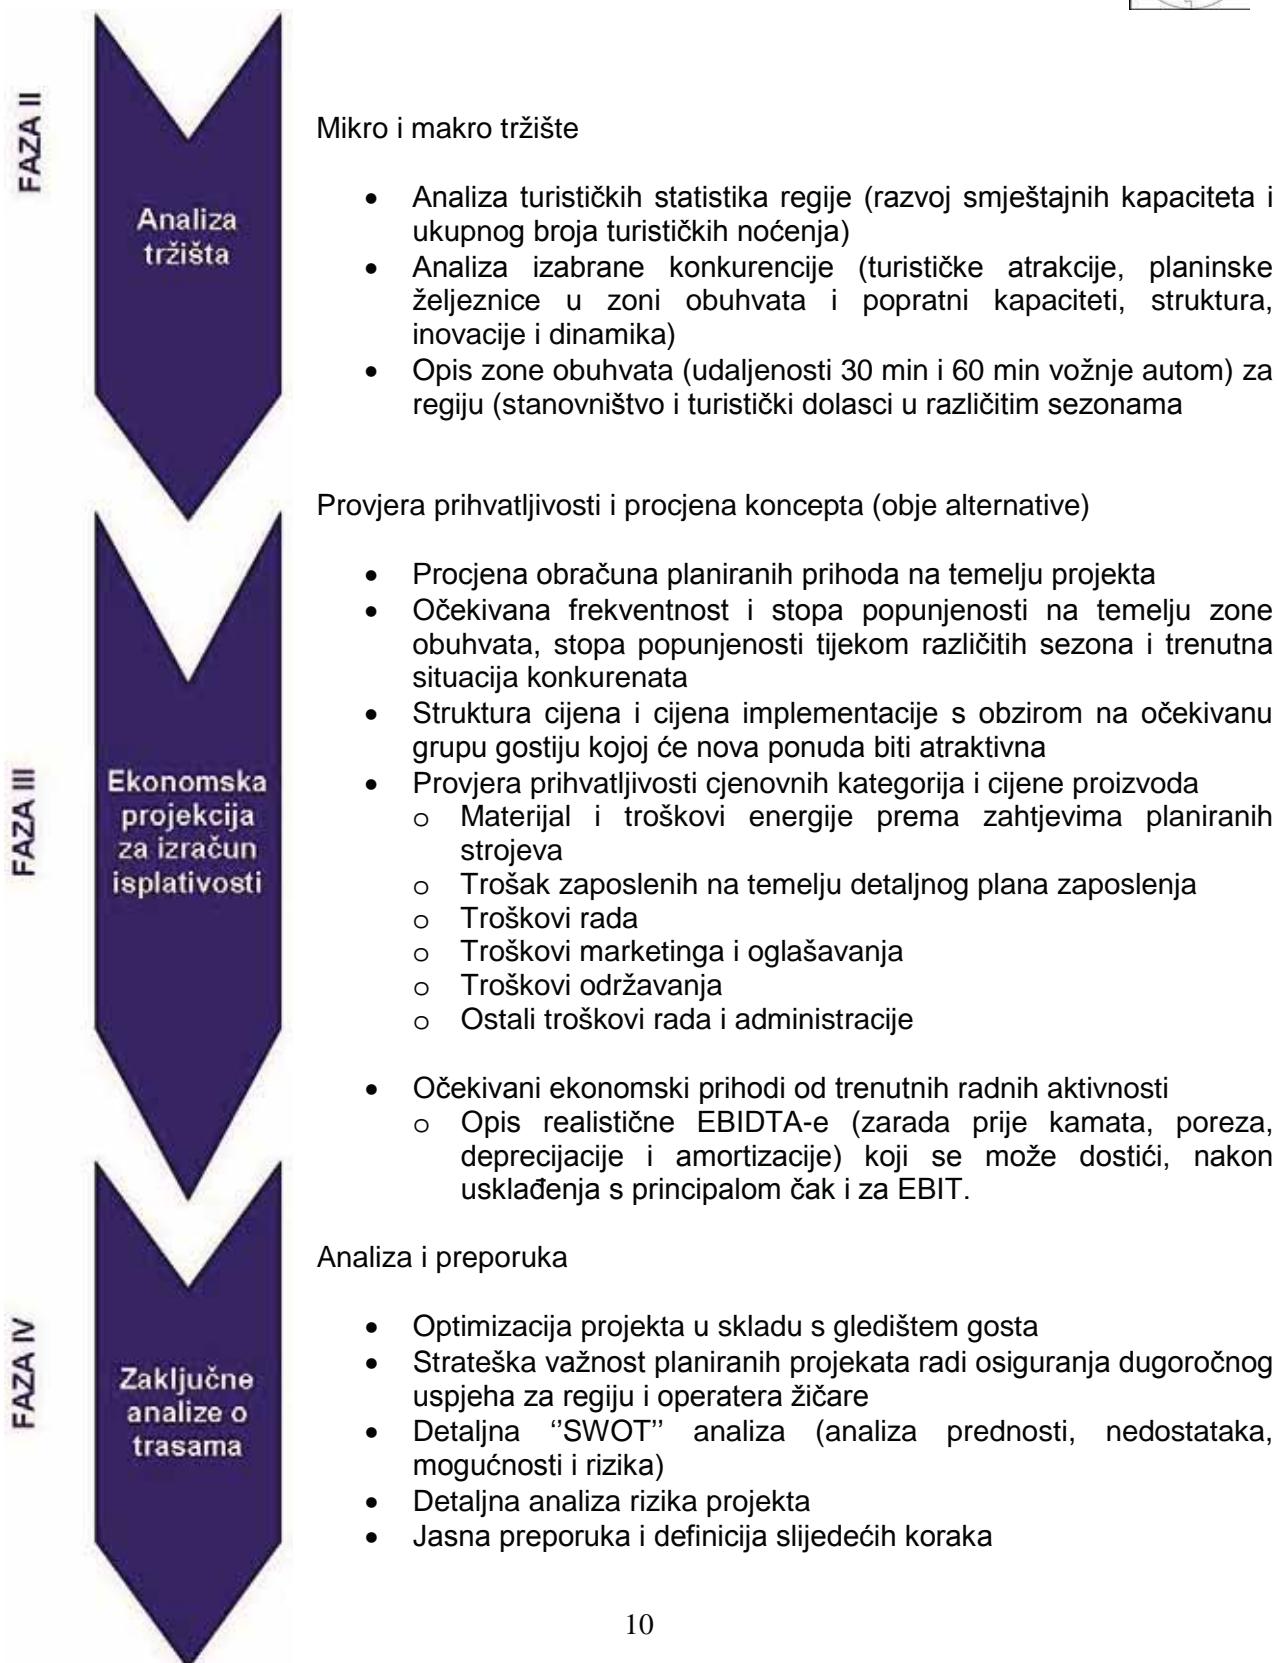 FAZA II
Analiza
tržišta
Mikro i makro tržište
• Analiza turističkih statistika regije (razvoj smještajnih kapaciteta i
ukupnog broja turističkih noćenja)
• Analiza izabrane konkurencije (turističke atrakcije, planinske
željeznice u zoni obuhvata i popratni kapaciteti, struktura,
inovacije i dinamika)
• Opis zone obuhvata (udaljenosti 30 min i 60 min vožnje autom) za
regiju (stanovništvo i turistički dolasci u različitim sezonama
FAZA III
Ekonomska
projekcija
za izračun
isplativosti
Provjera prihvatljivosti i procjena koncepta (obje alternative)
• Procjena obračuna planiranih prihoda na temelju projekta
• Očekivana frekventnost i stopa popunjenosti na temelju zone
obuhvata, stopa popunjenosti tijekom različitih sezona i trenutna
situacija konkurenata
• Struktura cijena i cijena implementacije s obzirom na očekivanu
grupu gostiju kojoj će nova ponuda biti atraktivna
• Provjera prihvatljivosti cjenovnih kategorija i cijene proizvoda
o Materijal i troškovi energije prema zahtjevima planiranih
strojeva
o Trošak zaposlenih na temelju detaljnog plana zaposlenja
o Troškovi rada
o Troškovi marketinga i oglašavanja
o Troškovi održavanja
o Ostali troškovi rada i administracije
• Očekivani ekonomski prihodi od trenutnih radnih aktivnosti
o Opis realistične EBIDTA-e (zarada prije kamata, poreza,
deprecijacije i amortizacije) koji se može dostići, nakon
usklađenja s principalom čak i za EBIT.
FAZA IV
Zaključne
analize o
trasama
Analiza i preporuka
• Optimizacija projekta u skladu s gledištem gosta
• Strateška važnost planiranih projekata radi osiguranja dugoročnog
uspjeha za regiju i operatera žičare
• Detaljna ‘’SWOT’’ analiza (analiza prednosti, nedostataka,
mogućnosti i rizika)
• Detaljna analiza rizika projekta
• Jasna preporuka i definicija slijedećih koraka
10